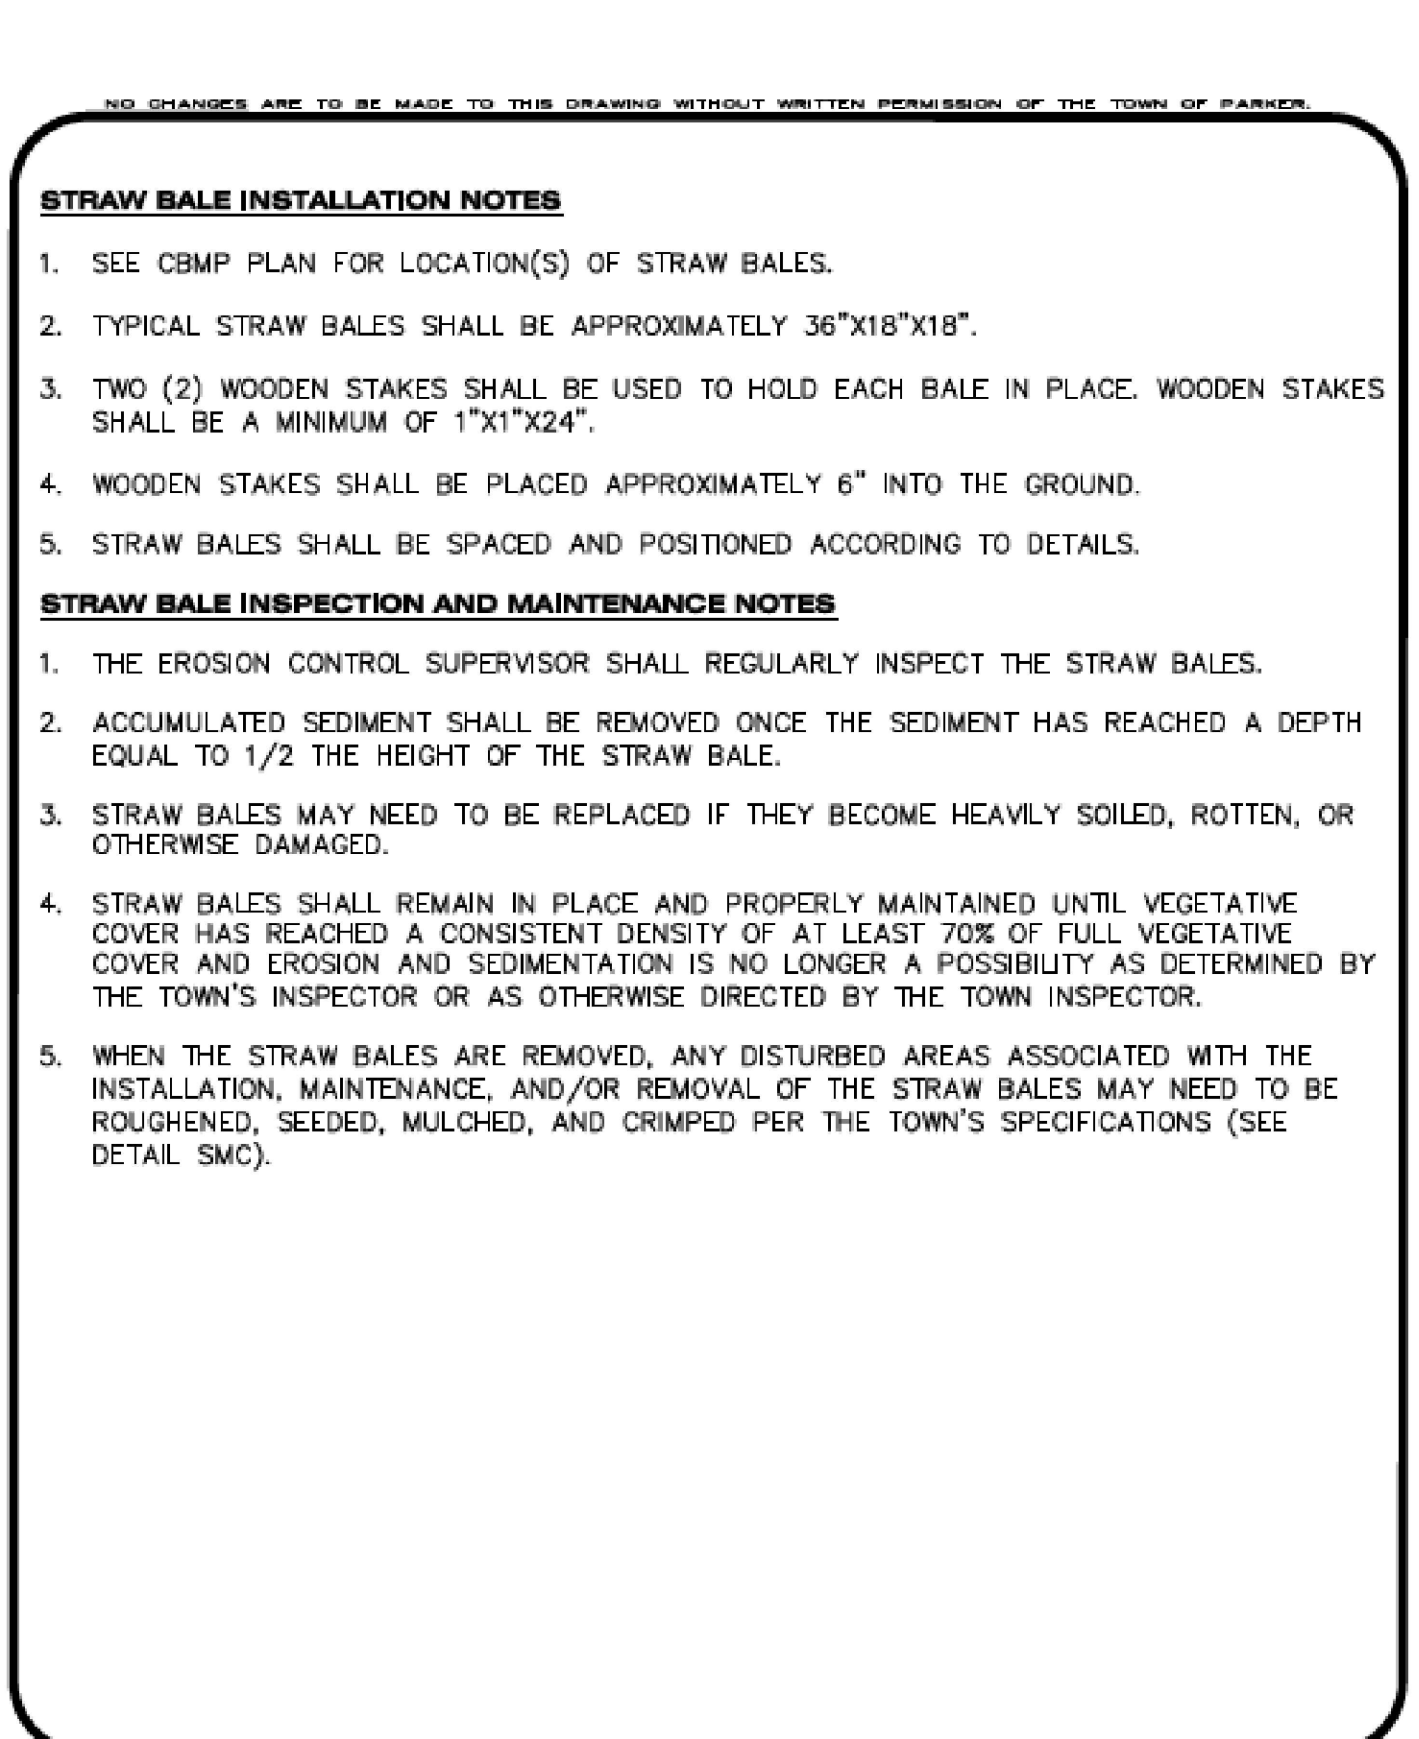 NO CHANGES ARE TO BE MADE TO THIS DRAWING WITHOUT WRITTEN PERMISSION OF THE TOWN OF PARKER.
STRAW BALE INSTALLATION NOTES
1. SEE CBMP PLAN FOR LOCATION(S) OF STRAW BALES.
2. TYPICAL STRAW BALES SHALL BE APPROXIMATELY 36"X18"X18".
3. TWO (2) WOODEN STAKES SHALL BE USED TO HOLD EACH BALE IN PLACE. WOODEN STAKES
SHALL BE A MINIMUM OF 1"X1"X24".
4. WOODEN STAKES SHALL BE PLACED APPROXIMATELY 6" INTO THE GROUND.
5. STRAW BALES SHALL BE SPACED AND POSITIONED ACCORDING TO DETAILS.
STRAW BALE INSPECTION AND MAINTENANCE NOTES
1. THE EROSION CONTROL SUPERVISOR SHALL REGULARLY INSPECT THE STRAW BALES.
2. ACCUMULATED SEDIMENT SHALL BE REMOVED ONCE THE SEDIMENT HAS REACHED A DEPTH
EQUAL TO 1/2 THE HEIGHT OF THE STRAW BALE.
3. STRAW BALES MAY NEED TO BE REPLACED IF THEY BECOME HEAVILY SOILED, ROTTEN, OR
OTHERWISE DAMAGED.
4. STRAW BALES SHALL REMAIN IN PLACE AND PROPERLY MAINTAINED UNTIL VEGETATIVE
COVER HAS REACHED A CONSISTENT DENSITY OF AT LEAST 70% OF FULL VEGETATIVE
COVER AND EROSION AND SEDIMENTATION IS NO LONGER A POSSIBILITY AS DETERMINED BY
THE TOWN'S INSPECTOR OR AS OTHERWISE DIRECTED BY THE TOWN INSPECTOR.
5. WHEN THE STRAW BALES ARE REMOVED, ANY DISTURBED AREAS ASSOCIATED WITH THE
INSTALLATION, MAINTENANCE, AND/OR REMOVAL OF THE STRAW BALES MAY NEED TO BE
ROUGHENED, SEEDED, MULCHED, AND CRIMPED PER THE TOWN'S SPECIFICATIONS (SEE
DETAIL SMC).